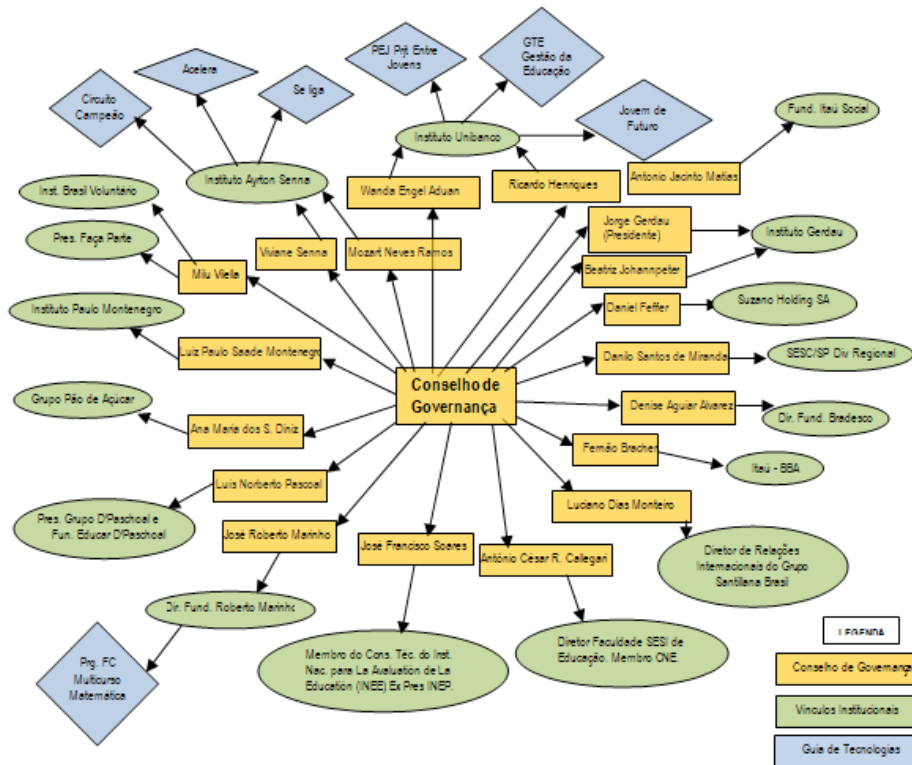 PEJ Prjt Entre
Jovens
GTE
Gestão da
Educação
Acelera
Circuito
Campeão
Se liga
Jovem de
Futuro
Fund. Itaú Social
Instituto Unibanco
Instituto Ayrton Senna
Wanda Engel Aduan
Ricardo Henriques
Antonio Jacinto Matias
Inst. Brasil Voluntário
Pres. Faça Parte
Milu Vilella
Viviane Senna
Mozart Neves Ramos
Jorge Gerdau
(Presidente)
Instituto Gerdau
Beatriz Johannpeter
Instituto Paulo Montenegro
Daniel Feffer
Suzano Holding SA
Luiz Paulo Saade Montenegro
Danilo Santos de Miranda
SESC/SP Div Regional
Conselho de
Governança
Grupo Pão de Açúcar
Ana Maria dos S. Diniz
Denise Aguiar Alvarez
Dir. Fund. Bradesco
Fernão Bracher
Itaú - BBA
Luís Norberto Pascoal
Luciano Dias Monteiro
Pres. Grupo D'Paschoal e
Fun. Educar D'Paschoal
José Roberto Marinho
José Francisco Soares
Antônio César R. Callegari
Diretor de Relações
Internacionais do Grupo
Santillana Brasil
Dir. Fund. Roberto Marinho
Prg. FC
Multicurso
Matemática
Membro do Cons. Téc. do Inst.
Nac. para La Avaluatión de La
Educatión (INEE) Ex Pres INEP.
Diretor Faculdade SESI de
Educação. Membro CNE.
LEGENDA
Conselho de Governança
Vínculos Institucionais
Guia de Tecnologias